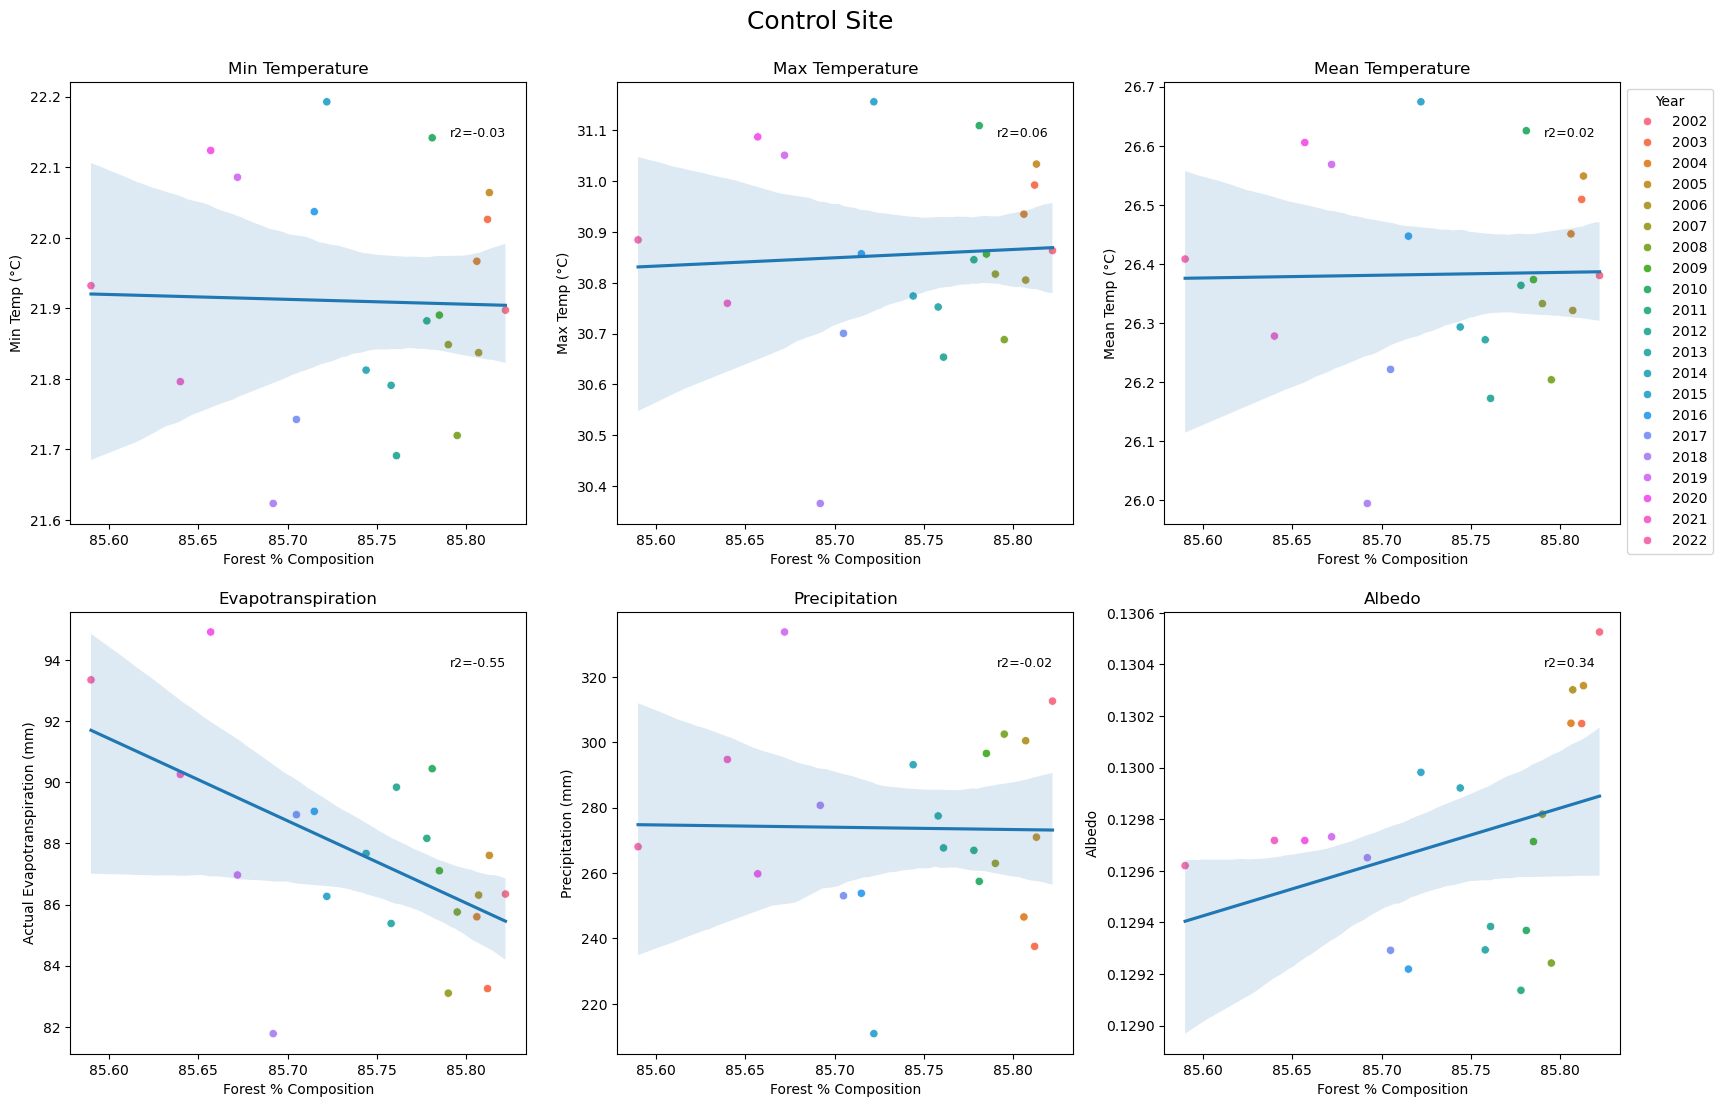 Control Site
Min Temperature
Min Temp (°C)
22.2
22.1
22.0
21.9
21.8
21.7
21.6
r2=-0.03
85.60 85.65 85.70 85.75 85.80
Forest % Composition
Max Temperature
Max Temp (°C)
31.1
31.0
30.9
30.8
30.7
30.6
30.5
30.4
r2=0.06
85.60 85.65 85.70 85.75 85.80
Forest % Composition
Mean Temperature
Mean Temp (°C)
26.7
26.6
26.5
26.4
26.3
26.2
26.1
26.0
r2=0.02
85.60 85.65 85.70 85.75 85.80
Forest % Composition
Year
2002
2003
2004
2005
2006
2007
2008
2009
2010
2011
2012
2013
2014
2015
2016
2017
2018
2019
2020
2021
2022
Evapotranspiration
Actual Evapotranspiration (mm)
94
92
90
88
86
84
82
r2=-0.55
85.60 85.65 85.70 85.75 85.80
Forest % Composition
Precipitation
Precipitation (mm)
320
300
280
260
240
220
r2=-0.02
85.60 85.65 85.70 85.75 85.80
Forest % Composition
Albedo
Albedo
0.1306
0.1304
0.1302
0.1300
0.1298
0.1296
0.1294
0.1292
0.1290
r2=0.34
85.60 85.65 85.70 85.75 85.80
Forest % Composition